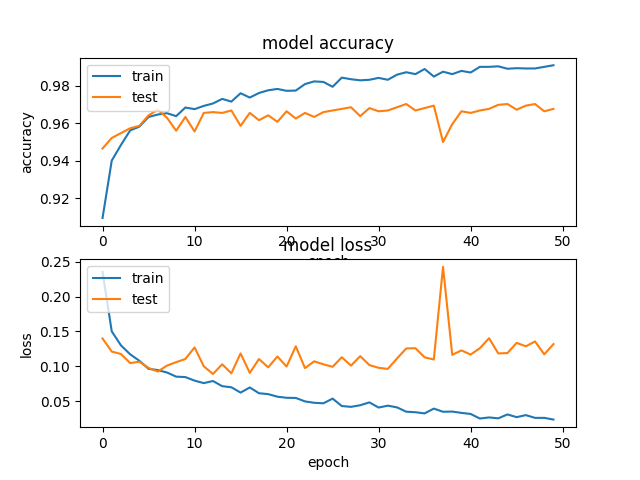 model accuracy
train
test
0.98
0.96
0.94
0.92
accuracy
0 10 20 30 40 50
epoch
model loss
train
test
0.25
0.20
0.15
0.10
0.05
loss
0 10 20 30 40 50
epoch